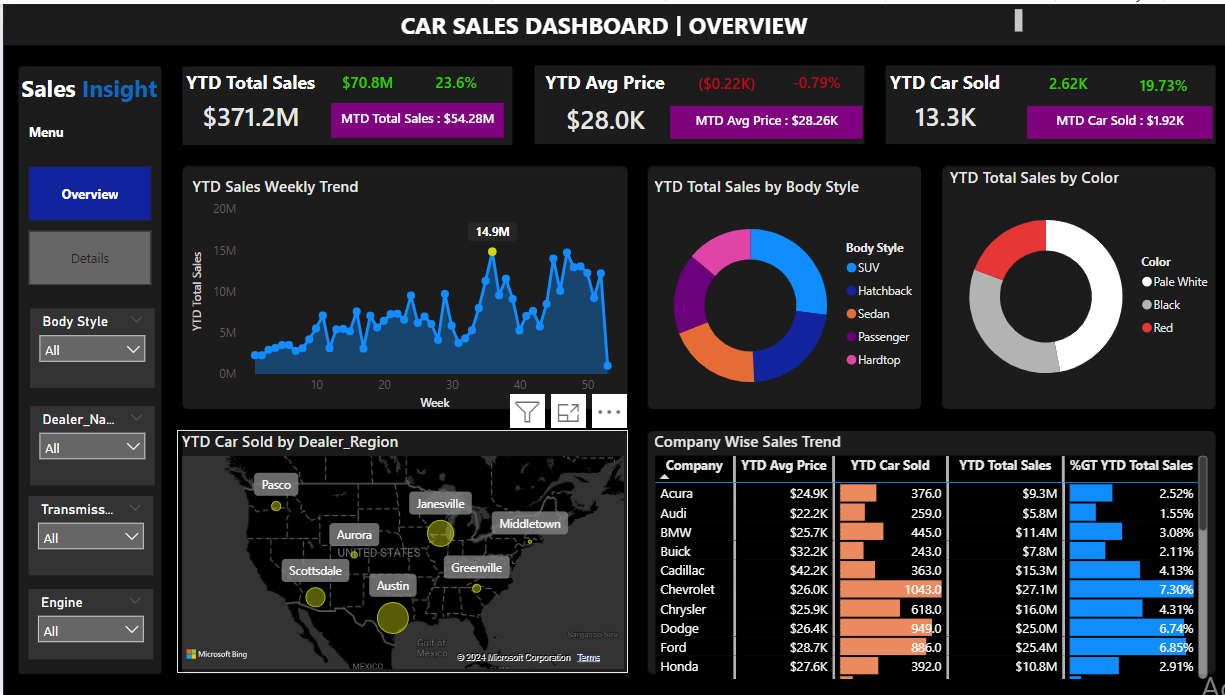 CAR SALES DASHBOARD | OVERVIEW
Sales Insight
Menu
Overview
Details
Body Style
All
Dealer_Na...
All
Transmiss...
All
Engine
All
YTD Total Sales
$70.8M
23.6%
$371.2M
MTD Total Sales : $54.28M
YTD Avg Price
($0.22K)
-0.79%
$28.0K
MTD Avg Price : $28.26K
YTD Car Sold
2.62K
19.73%
13.3K
MTD Car Sold : $1.92K
YTD Sales Weekly Trend
20M
15M
10M
5M
0M
YTD Total Sales
14.9M
10 20 30 40 50
Week
YTD Total Sales by Body Style
Body Style
SUV
Hatchback
Sedan
Passenger
Hardtop
YTD Total Sales by Color
Color
Pale White
Black
Red
YTD Car Sold by Dealer_Region
Pasco
Janesville
Middletown
Aurora
UNITED STATES
Scottsdale
Greenville
Austin
Gulf of
Mexico
Sargasso Sea
MEXICO
Microsoft Bing
© 2024 Microsoft Corporation Terms
Company Wise Sales Trend
Company YTD Avg Price YTD Car Sold YTD Total Sales %GT YTD Total Sales
Acura $24.9K 376.0 $9.3M 2.52%
Audi $22.2K 259.0 $5.8M 1.55%
BMW $25.7K 445.0 $11.4M 3.08%
Buick $32.2K 243.0 $7.8M 2.11%
Cadillac $42.2K 363.0 $15.3M 4.13%
Chevrolet $26.0K 1043.0 $27.1M 7.30%
Chrysler $25.9K 618.0 $16.0M 4.31%
Dodge $26.4K 949.0 $25.0M 6.74%
Ford $28.7K 886.0 $25.4M 6.85%
Honda $27.6K 392.0 $10.8M 2.91%